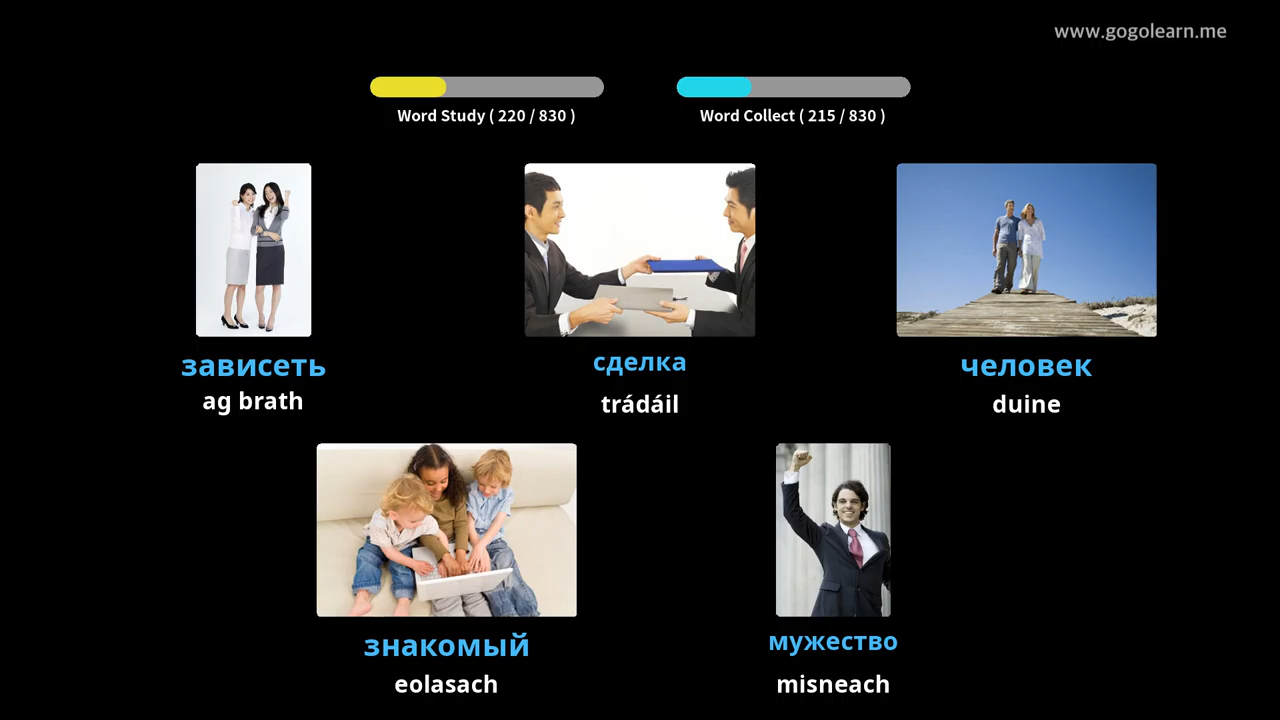 www.gogolearn.me
Word Study ( 220 / 830 )
Word Collect ( 215 / 830 )
зависеть
ag brath
сделка
trádáil
человек
duine
знакомый
eolasach
мужество
misneach